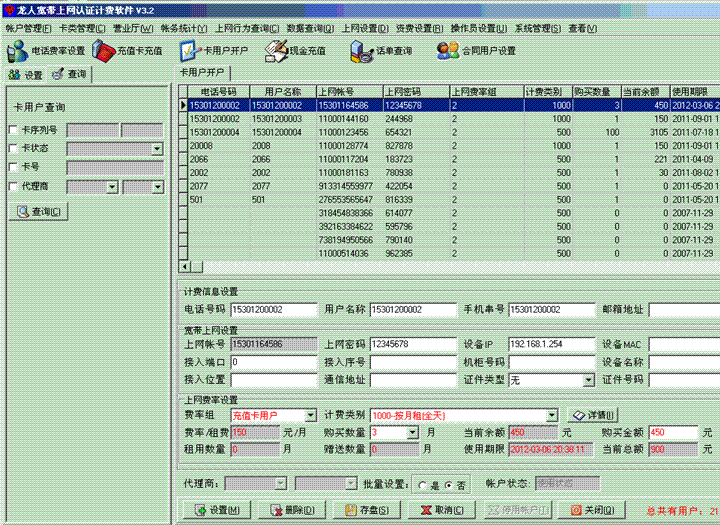 龙人宽带上网认证计费软件 V3.2
帐户管理(F) 卡类管理(C) 营业厅(W) 帐务统计(Y) 上网行为查询(C) 数据查询(Q) 上网设置(D) 资费设置(B) 操作员设置(U) 系统管理(S) 查看(V)
电话费率设置 充值卡充值 卡用户开户 现金充值 话单查询 合同用户设置
设置 查询 卡用户开户
卡用户查询
卡序列号
卡状态
卡号
代理商
查询(C)
电话号码 用户名称 上网帐号 上网密码 上网费率组 计费类别 购买数量 当前余额 使用期限
15301200002 15301200002 15301164586 12345678 2 1000 3 450 2012-03-06 2
15301200002 15301200003 11000144160 244968 2 1000 1 150 2011-09-01 1
15301200004 15301200004 11000123456 654321 2 500 100 3105 2011-07-18 1
20008 2008 11000128774 827878 2 1000 1 150 2011-09-01 1
2066 2066 11000117204 183723 2 500 1 221 2011-04-09
2002 2002 11000181163 780938 2 500 1 30 2011-08-02 1
2077 2077 913314559977 422054 2 500 1 0 2011-05-20 1
501 501 276553565647 816339 2 500 1 0 2011-05-20 1
318454838366 614077 2 500 0 0 2007-11-29
392163384622 595796 2 500 0 0 2007-11-29
738194950566 790140 2 500 0 0 2007-11-29
11000514036 962385 2 500 0 0 2007-11-29
计费信息设置
电话号码 15301200002 用户名称 15301200002 手机串号 15301200002 邮箱地址
宽带上网设置
上网帐号 15301164586 上网密码 12345678 设备IP 192.168.1.254 设备MAC
接入端口 0 接入序号 机柜号码 设备名称
接入位置 通信地址 证件类型 无 证件号码
上网费率设置
费率组 充值卡用户 计费类别 1000-按月租(全天) 详情(I)
费率/租费 150 元/月 购买数量 3 月 当前余额 450 元 购买金额 450 元
租用数量 0 月 赠送数量 0 月 使用期限 2012-03-06 20:38:11 当前总额 900 元
代理商: 批量设置: 是 否 帐户状态: 使用状态
设置(M) 删除(D) 存盘(S) 取消(C) 停用帐户(T) 关闭(Q) 总共有用户: 21